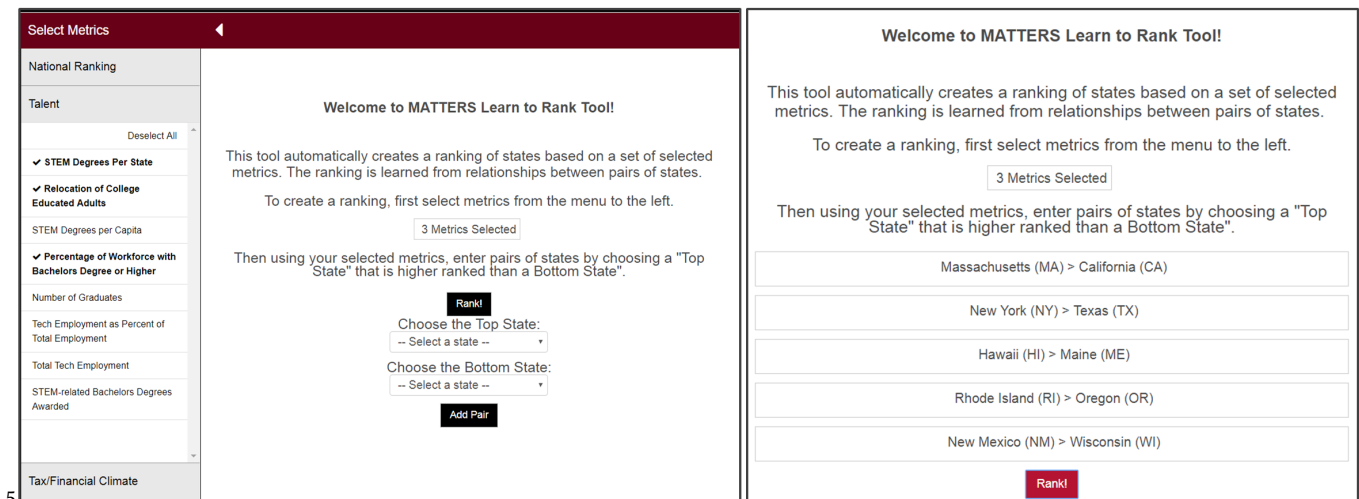 Select Metrics
National Ranking
Talent
Deselect All
✔ STEM Degrees Per State
✔ Relocation of College
Educated Adults
STEM Degrees per Capita
✔ Percentage of Workforce with
Bachelors Degree or Higher
Number of Graduates
Tech Employment as Percent of
Total Employment
Total Tech Employment
STEM-related Bachelors Degrees
Awarded
Tax/Financial Climate
Welcome to MATTERS Learn to Rank Tool!
This tool automatically creates a ranking of states based on a set of selected
metrics. The ranking is learned from relationships between pairs of states.
To create a ranking, first select metrics from the menu to the left.
3 Metrics Selected
Then using your selected metrics, enter pairs of states by choosing a "Top
State" that is higher ranked than a Bottom State".
Rank!
Choose the Top State:
-- Select a state --
Choose the Bottom State:
-- Select a state --
Add Pair
Welcome to MATTERS Learn to Rank Tool!
This tool automatically creates a ranking of states based on a set of selected
metrics. The ranking is learned from relationships between pairs of states.
To create a ranking, first select metrics from the menu to the left.
3 Metrics Selected
Then using your selected metrics, enter pairs of states by choosing a "Top
State" that is higher ranked than a Bottom State".
Massachusetts (MA) > California (CA)
New York (NY) > Texas (TX)
Hawaii (HI) > Maine (ME)
Rhode Island (RI) > Oregon (OR)
New Mexico (NM) > Wisconsin (WI)
Rank!